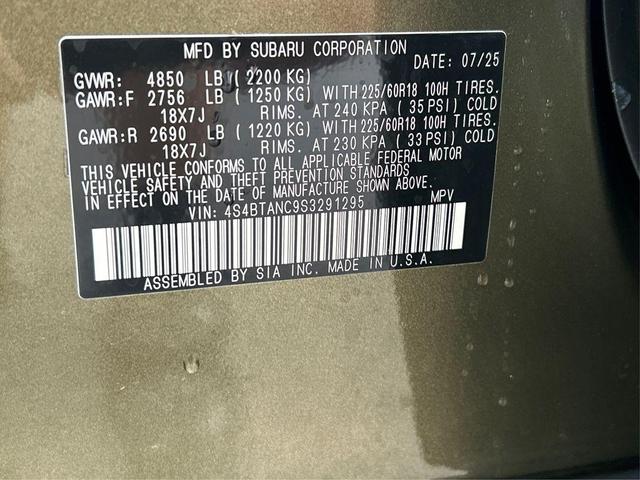 MFD BY SUBARU CORPORATION
DATE: 07/25
GVWR: 4850 LB (2200 KG)
GAWR:F 2756 LB (1250 KG) WITH 225/60R18 100H TIRES.
18X7J RIMS. AT 240 KPA (35 PSI) COLD
GAWR:R 2690 LB (1220 KG) WITH 225/60R18 100H TIRES.
18X7J RIMS. AT 230 KPA (33 PSI) COLD
THIS VEHICLE CONFORMS TO ALL APPLICABLE FEDERAL MOTOR
VEHICLE SAFETY AND THEFT PREVENTION STANDARDS
IN EFFECT ON THE DATE OF MANUFACTURE SHOWN ABOVE.
VIN: 4S4BTANC9S3291295 MPV
ASSEMBLED BY SIA INC. MADE IN U.S.A.